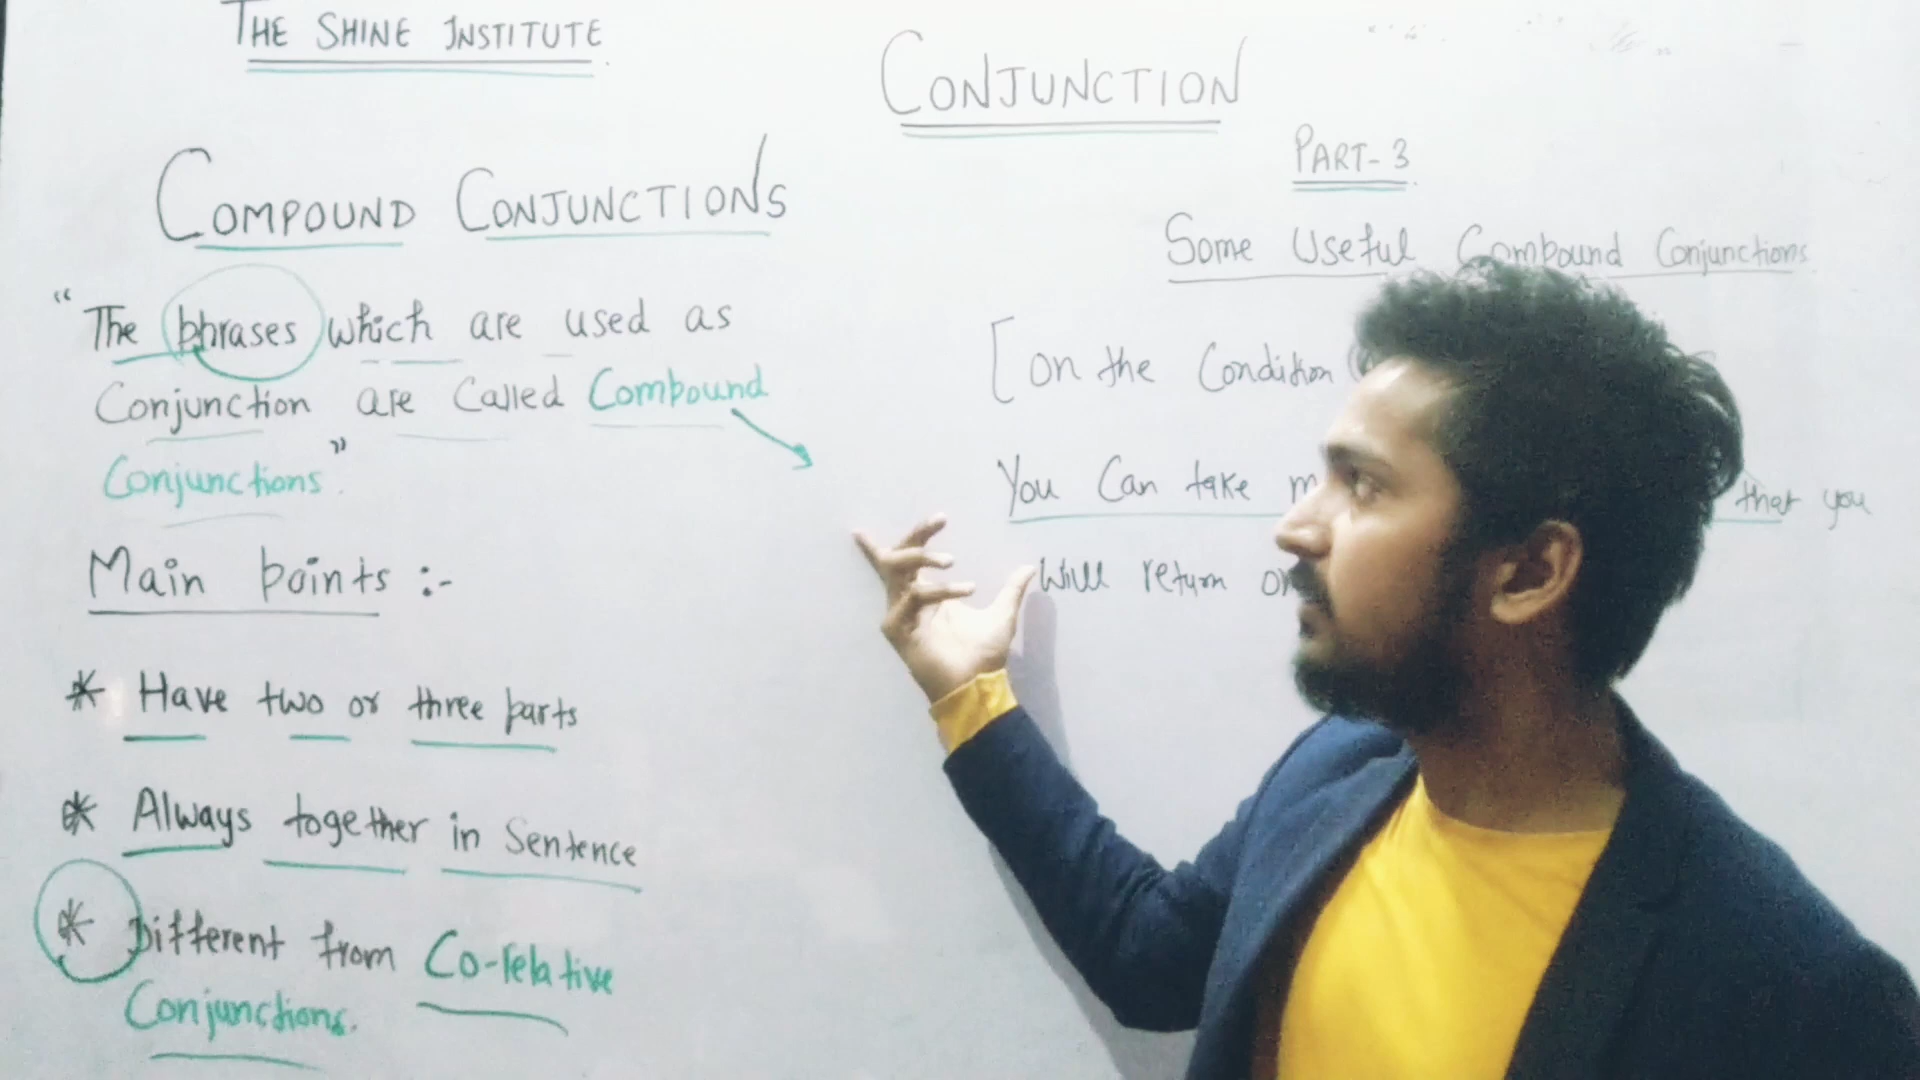 THE SHINE INSTITUTE
CONJUNCTION
PART-3
COMPOUND CONJUNCTIONS
"The phrases which are used as
Conjunction are Called Compound
Conjunctions".
Main points :-
* Have two or three parts
* Always together in Sentence
* Different from Co-relative
Conjunctions.
Some Useful Compound Conjunctions
[on the Condition
You Can take that you
will return